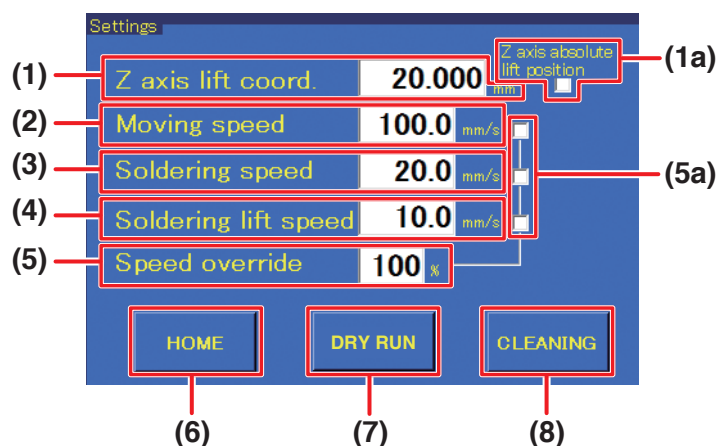 Settings
Z axis absolute
lift position
(1a)
(1) Z axis lift coord. 20.000 mm
(2) Moving speed 100.0 mm/s
(3) Soldering speed 20.0 mm/s
(5a)
(4) Soldering lift speed 10.0 mm/s
(5) Speed override 100 %
HOME DRY RUN CLEANING
(6) (7) (8)